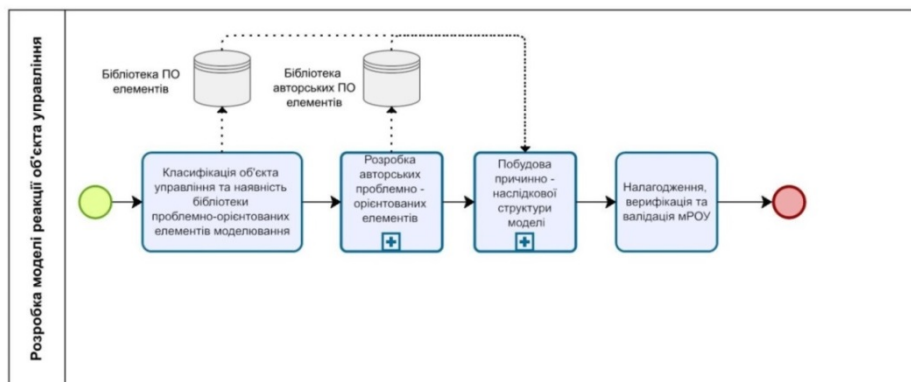 Розробка моделі реакції об'єкта управління
Бібліотека ПО
елементів
Бібліотека
авторських ПО
елементів
Класифікація об'єкта
управління та наявність
бібліотеки
проблемно-орієнтованих
елементів моделювання
Розробка
авторських
проблемно -
орієнтованих
елементів
Побудова
причинно -
наслідкової
структури
моделі
Налагодження,
верифікація та
валідація мРОУ